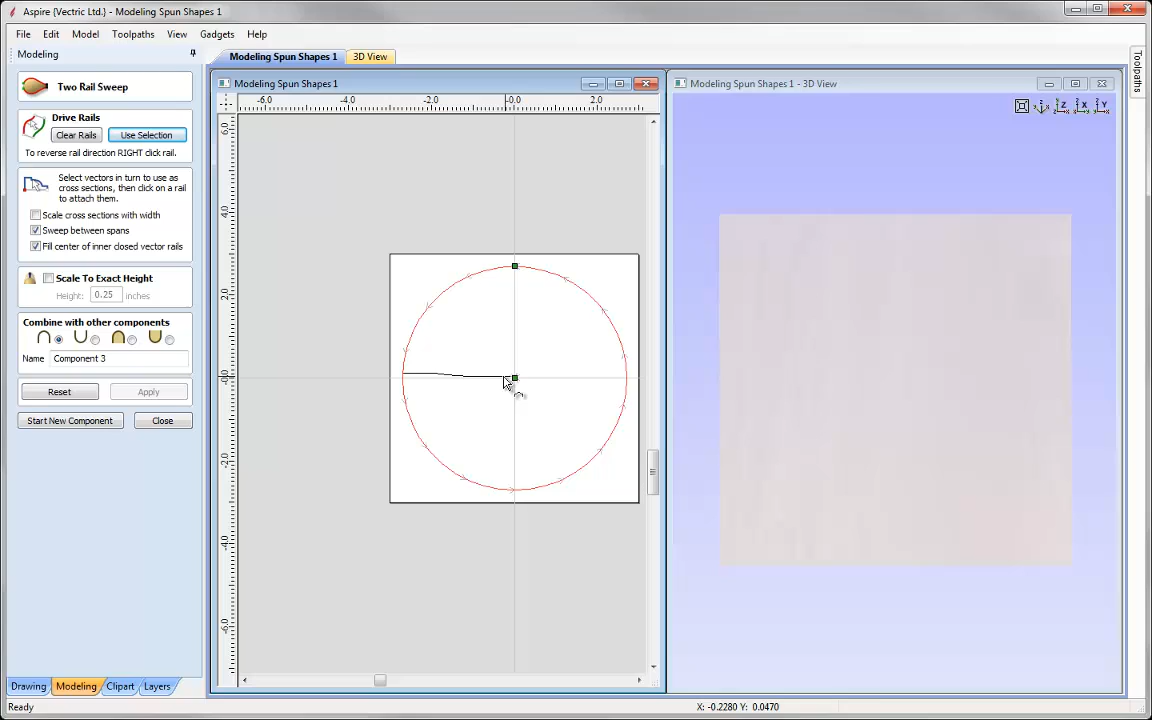 Aspire {Vectric Ltd.} - Modeling Spun Shapes 1
File Edit Model Toolpaths View Gadgets Help
Modeling
Two Rail Sweep
Drive Rails
Clear Rails Use Selection
To reverse rail direction RIGHT click rail.
Select vectors in turn to use as
cross sections, then click on a rail
to attach them.
Scale cross sections with width
Sweep between spans
Fill center of inner closed vector rails
Scale To Exact Height
Height: 0.25 inches
Combine with other components
Name Component 3
Reset Apply
Start New Component Close
Drawing Modeling Clipart Layers
Ready
Modeling Spun Shapes 1 3D View
Modeling Spun Shapes 1
-6.0 -4.0 -2.0 -0.0 2.0
6.0
4.0
2.0
-0.0
-2.0
-4.0
-6.0
Modeling Spun Shapes 1 - 3D View
Z X Y
Toolpaths
X: -0.2280 Y: 0.0470